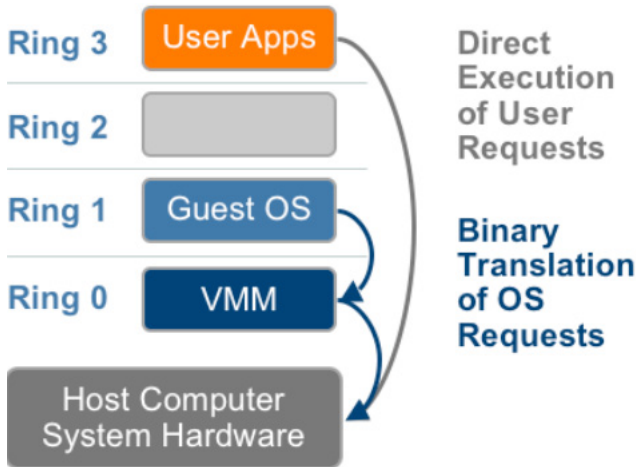 Ring 3
User Apps
Direct
Execution
of User
Requests
Ring 2
Ring 1
Guest OS
Binary
Translation
of OS
Requests
Ring 0
VMM
Host Computer
System Hardware